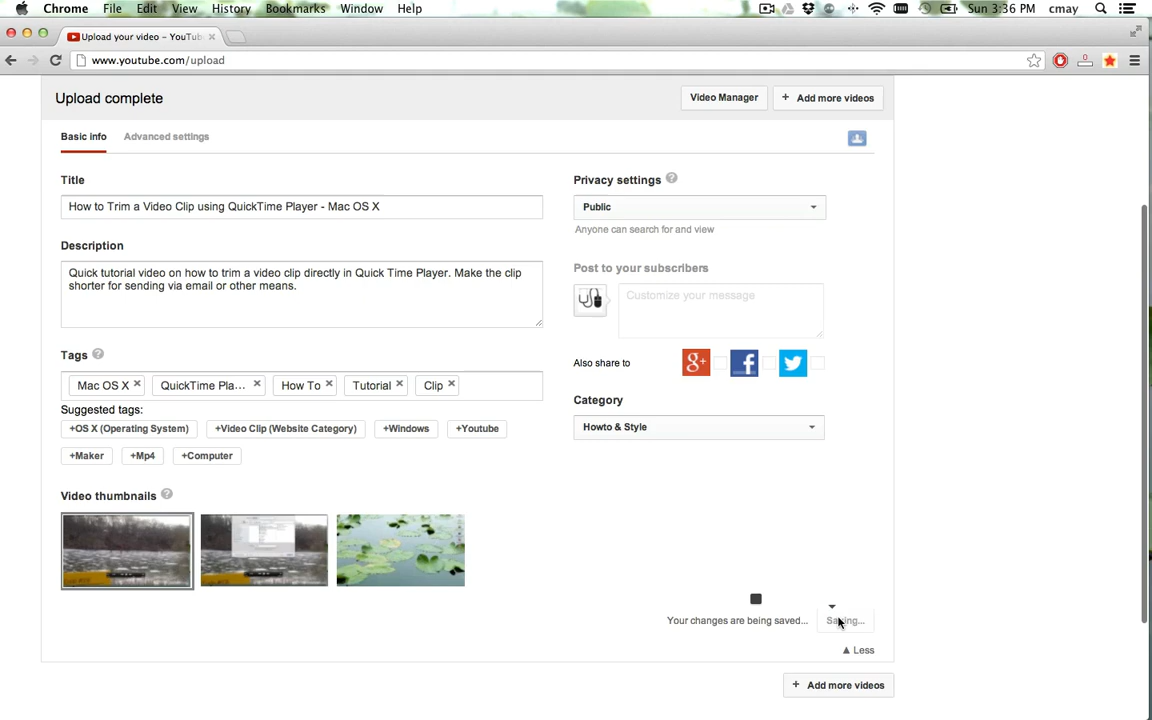 Chrome File Edit View History Bookmarks Window Help Sun 3:36 PM cmay
Upload your video – YouTub
www.youtube.com/upload
Upload complete Video Manager + Add more videos
Basic info Advanced settings
Title
How to Trim a Video Clip using QuickTime Player - Mac OS X
Description
Quick tutorial video on how to trim a video clip directly in Quick Time Player. Make the clip
shorter for sending via email or other means.
Tags ?
Mac OS X QuickTime Pla... How To Tutorial Clip
Suggested tags:
+OS X (Operating System) +Video Clip (Website Category) +Windows +Youtube
+Maker +Mp4 +Computer
Video thumbnails ?
Privacy settings ?
Public
Anyone can search for and view
Post to your subscribers
Customize your message
Also share to g+ f
Category
Howto & Style
Your changes are being saved... Saving...
▲ Less
+ Add more videos